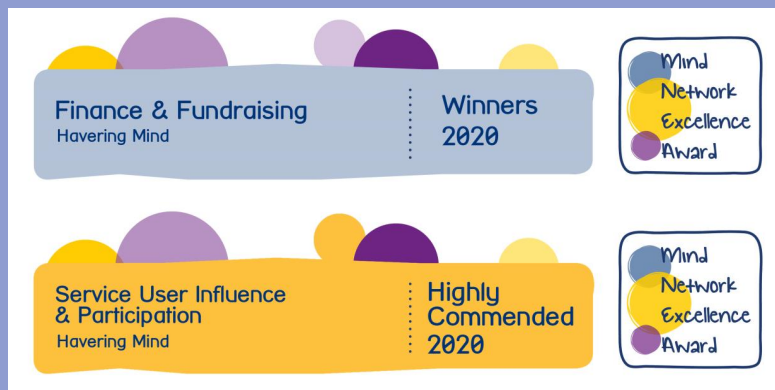 Finance & Fundraising
Havering Mind
Winners
2020
Mind
Network
Excellence
Award
Service User Influence
& Participation
Havering Mind
Highly
Commended
2020
Mind
Network
Excellence
Award